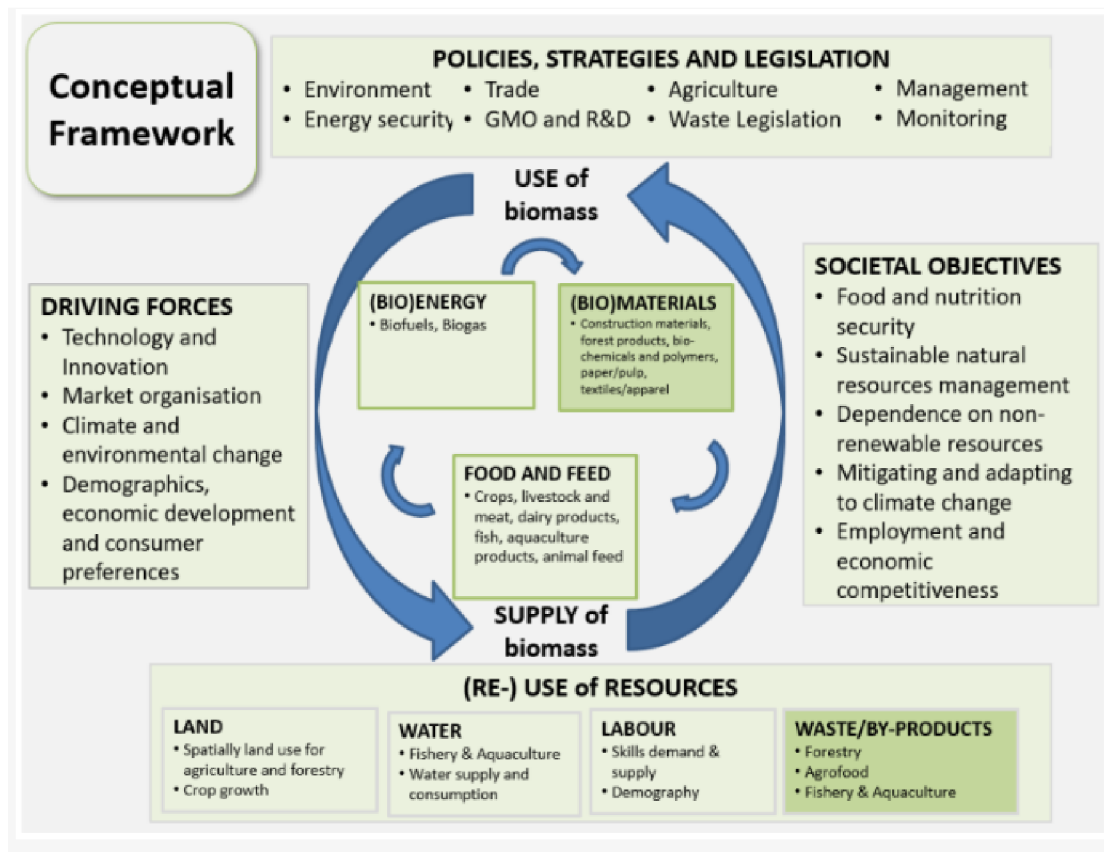 Conceptual
Framework
POLICIES, STRATEGIES AND LEGISLATION
• Environment • Trade • Agriculture • Management
• Energy security • GMO and R&D • Waste Legislation • Monitoring
USE of
biomass
DRIVING FORCES
• Technology and
Innovation
• Market organisation
• Climate and
environmental change
• Demographics,
economic development
and consumer
preferences
(BIO)ENERGY
• Biofuels, Biogas
(BIO)MATERIALS
• Construction materials,
forest products, bio-
chemicals and polymers,
paper/pulp,
textiles/apparel
FOOD AND FEED
• Crops, livestock and
meat, dairy products,
fish, aquaculture
products, animal feed
SOCIETAL OBJECTIVES
• Food and nutrition
security
• Sustainable natural
resources management
• Dependence on non-
renewable resources
• Mitigating and adapting
to climate change
• Employment and
economic
competitiveness
SUPPLY of
biomass
(RE-) USE of RESOURCES
LAND
• Spatially land use for
agriculture and forestry
• Crop growth
WATER
• Fishery & Aquaculture
• Water supply and
consumption
LABOUR
• Skills demand &
supply
• Demography
WASTE/BY-PRODUCTS
• Forestry
• Agrofood
• Fishery & Aquaculture